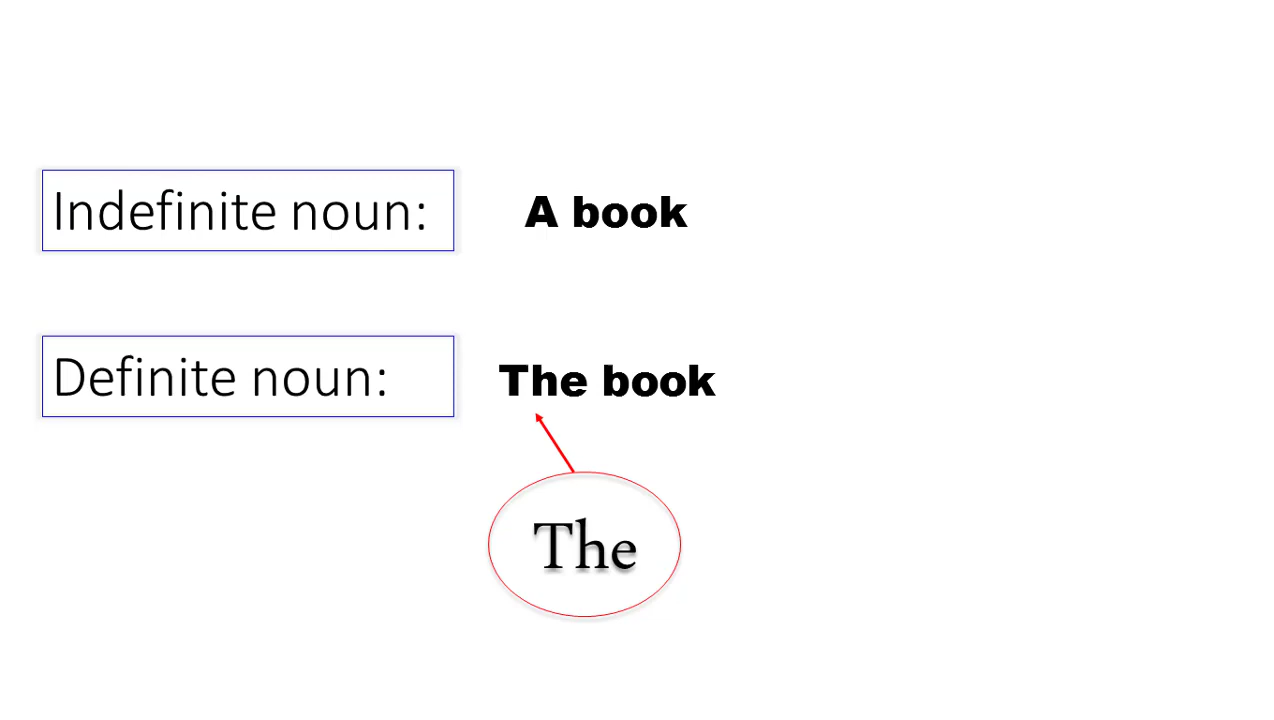 Indefinite noun:
A book
Definite noun:
The book
The